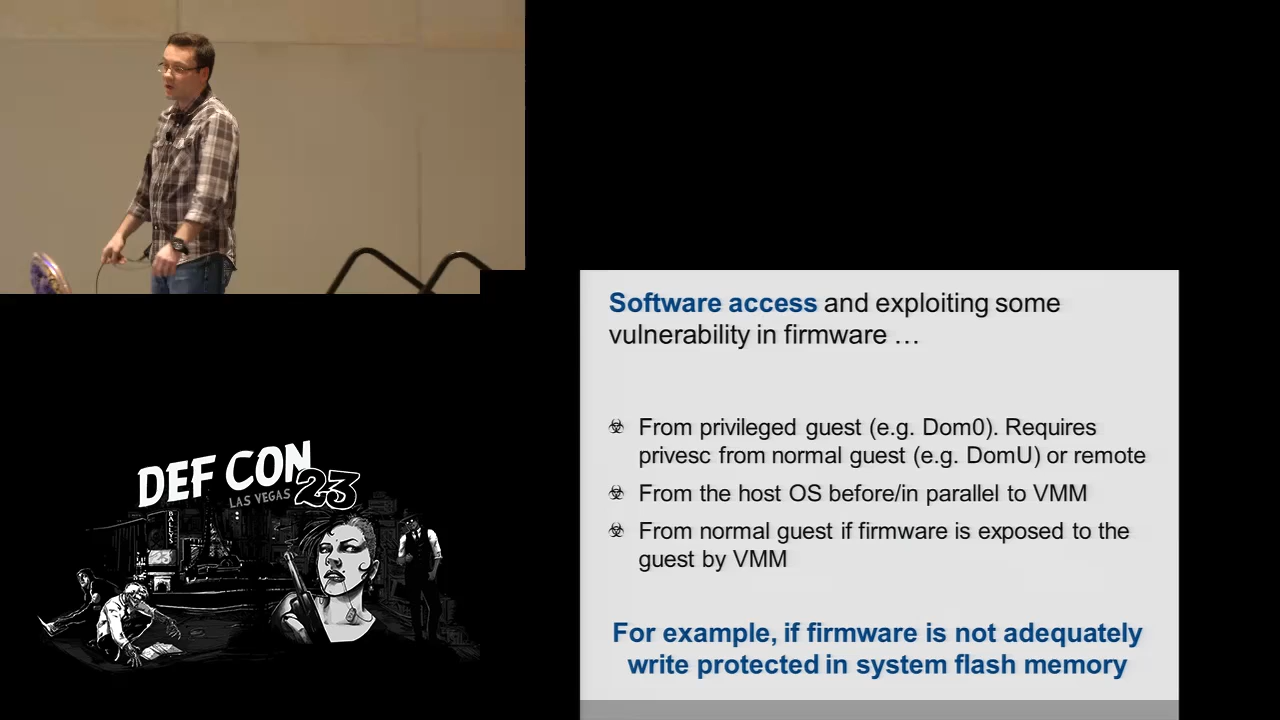 Software access and exploiting some
vulnerability in firmware …
From privileged guest (e.g. Dom0). Requires
privesc from normal guest (e.g. DomU) or remote
From the host OS before/in parallel to VMM
From normal guest if firmware is exposed to the
guest by VMM
For example, if firmware is not adequately
write protected in system flash memory
DEF CON
LAS VEGAS 23
BALLYS
23